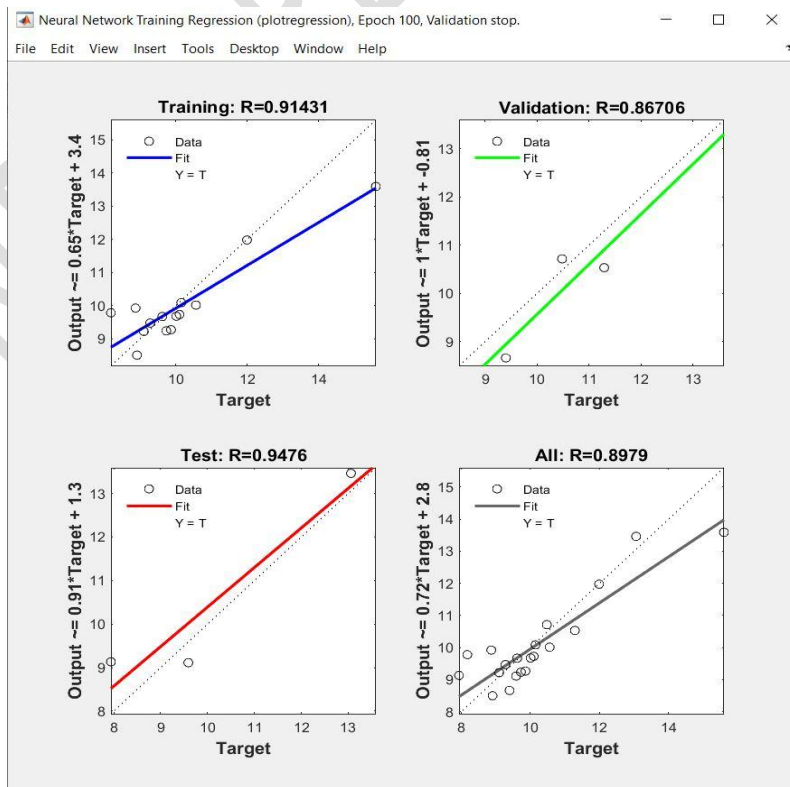 Neural Network Training Regression (plotregression), Epoch 100, Validation stop.
File Edit View Insert Tools Desktop Window Help
Training: R=0.91431
Output ~= 0.65*Target + 3.4
15
14
13
12
11
10
9
Data
Fit
Y = T
10 12 14
Target
Validation: R=0.86706
Output ~= 1*Target + -0.81
13
12
11
10
9
Data
Fit
Y = T
9 10 11 12 13
Target
Test: R=0.9476
Output ~= 0.91*Target + 1.3
13
12
11
10
9
8
Data
Fit
Y = T
8 9 10 11 12 13
Target
All: R=0.8979
Output ~= 0.72*Target + 2.8
15
14
13
12
11
10
9
8
Data
Fit
Y = T
8 10 12 14
Target